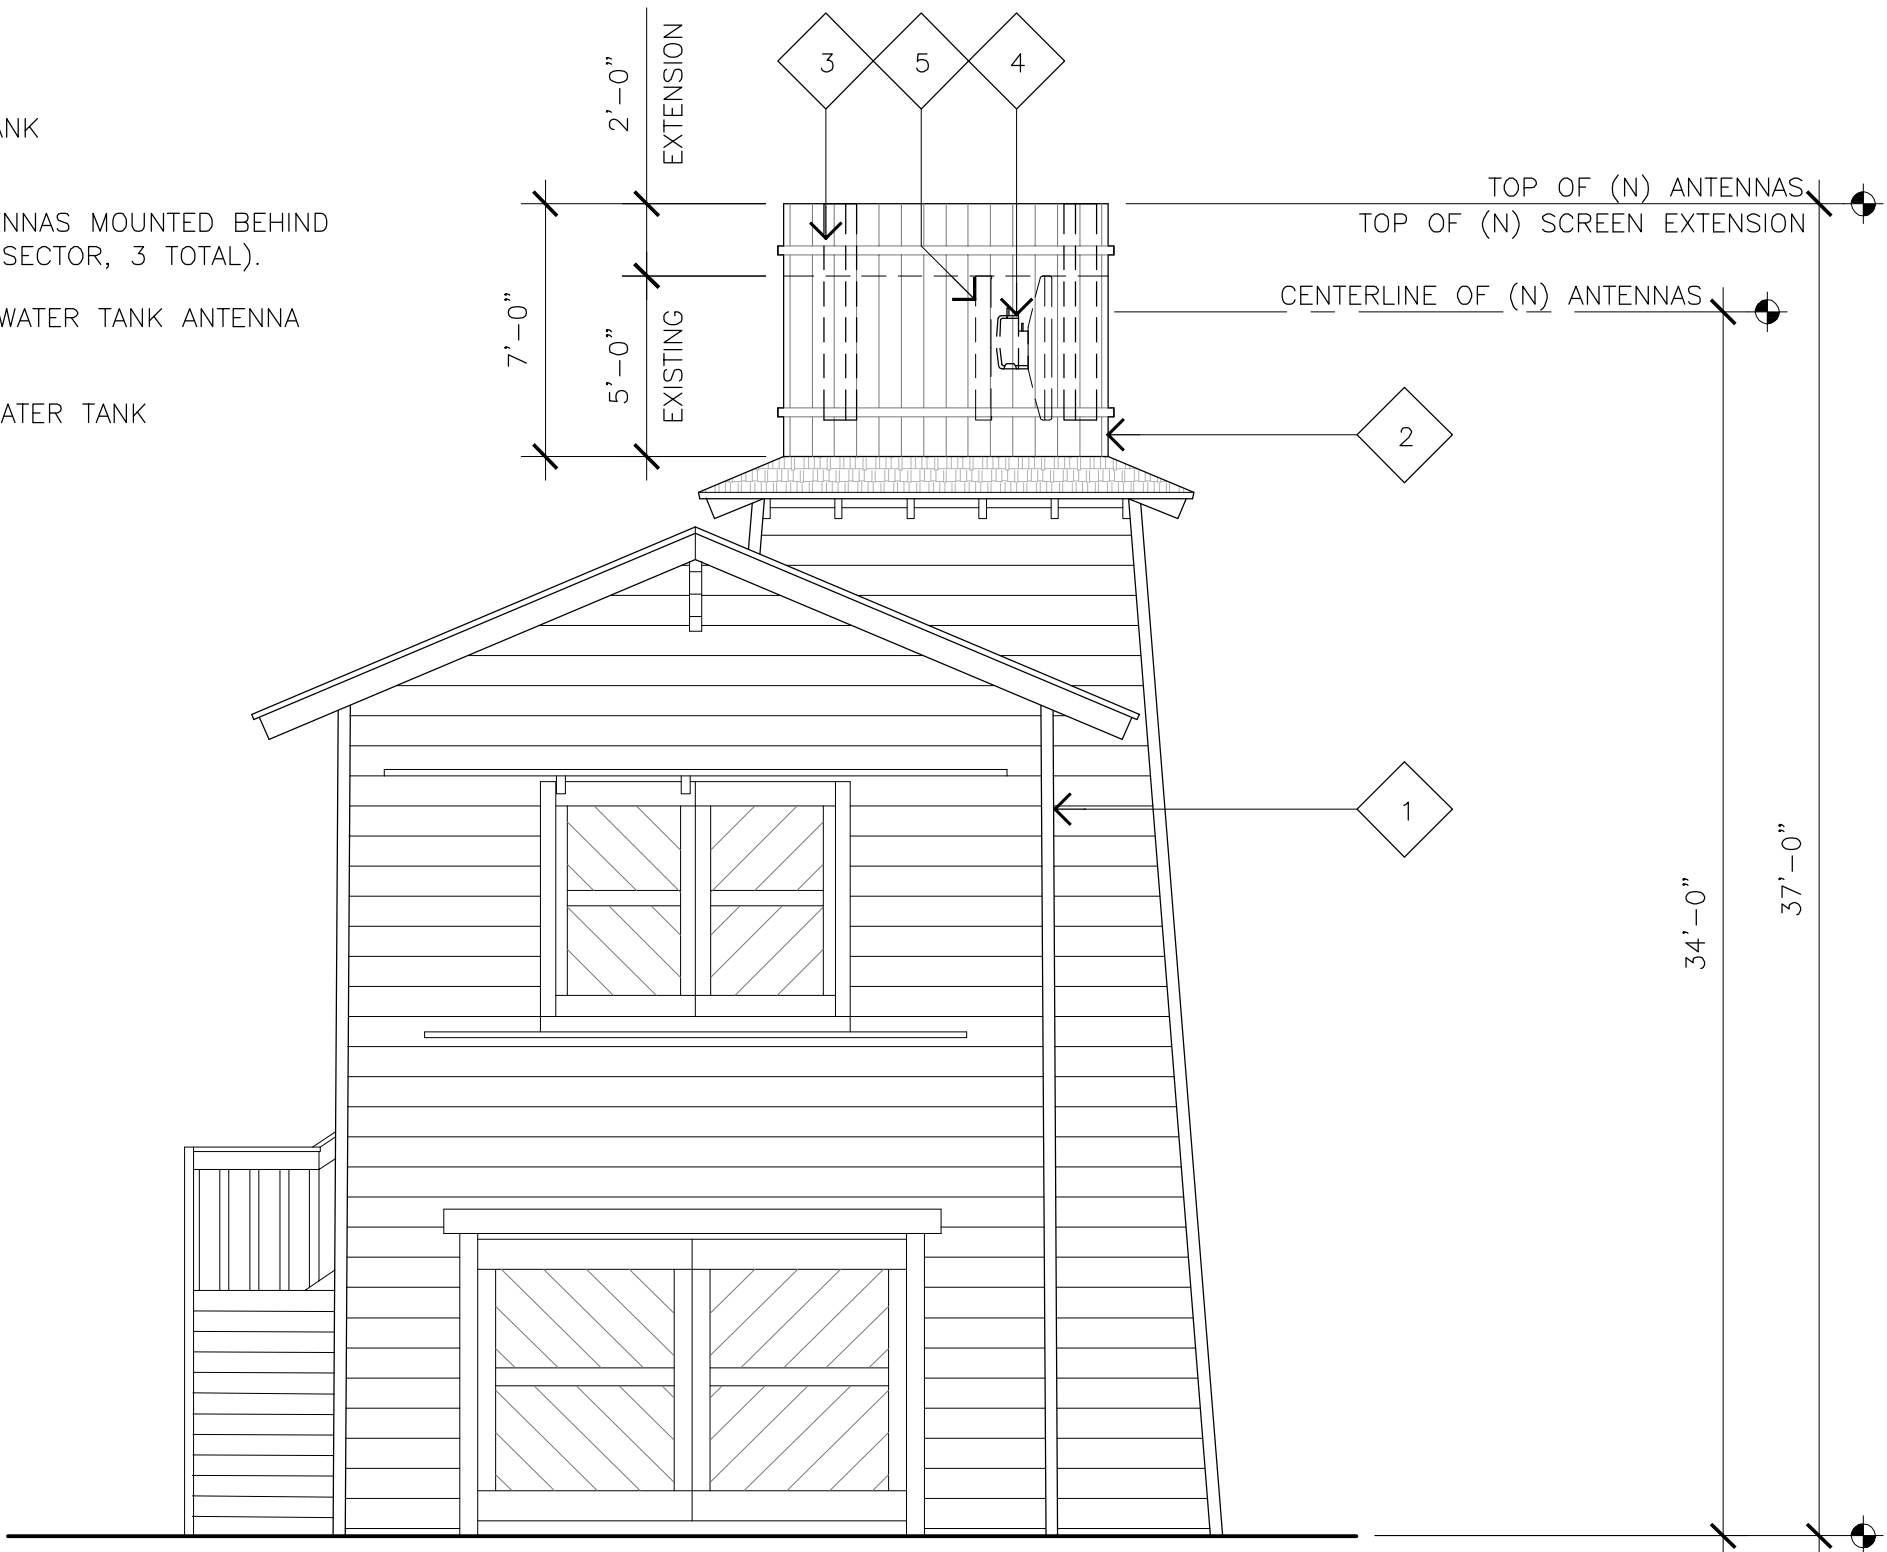 ANK
ENNAS MOUNTED BEHIND
SECTOR, 3 TOTAL).
WATER TANK ANTENNA
ATER TANK
2'-0"
EXTENSION
7'-0"
5'-0"
EXISTING
3
5
4
TOP OF (N) ANTENNAS
TOP OF (N) SCREEN EXTENSION
CENTERLINE OF (N) ANTENNAS
2
1
34'-0"
37'-0"